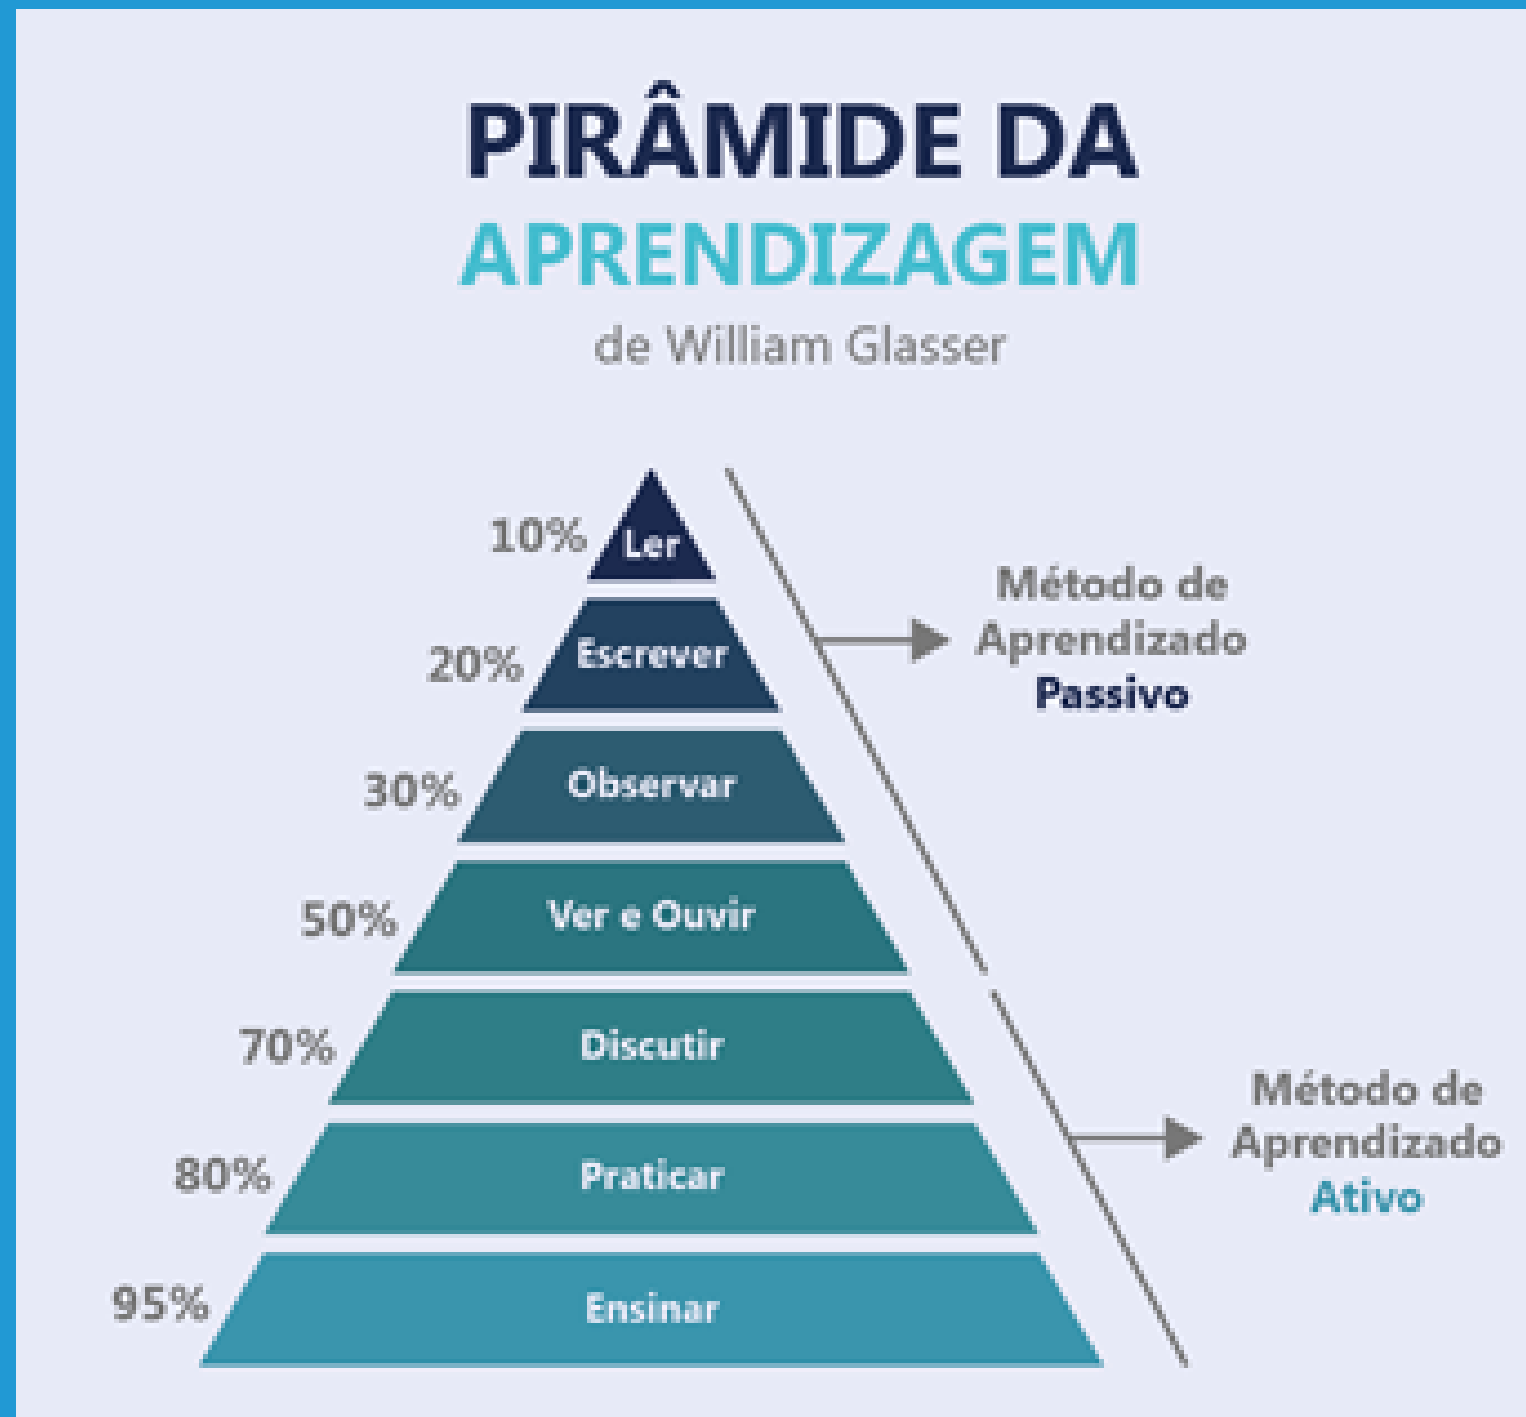 PIRÂMIDE DA
APRENDIZAGEM
de William Glasser
10%
Ler
20%
Escrever
30%
Observar
50%
Ver e Ouvir
70%
Discutir
80%
Praticar
95%
Ensinar
Método de
Aprendizado
Passivo
Método de
Aprendizado
Ativo